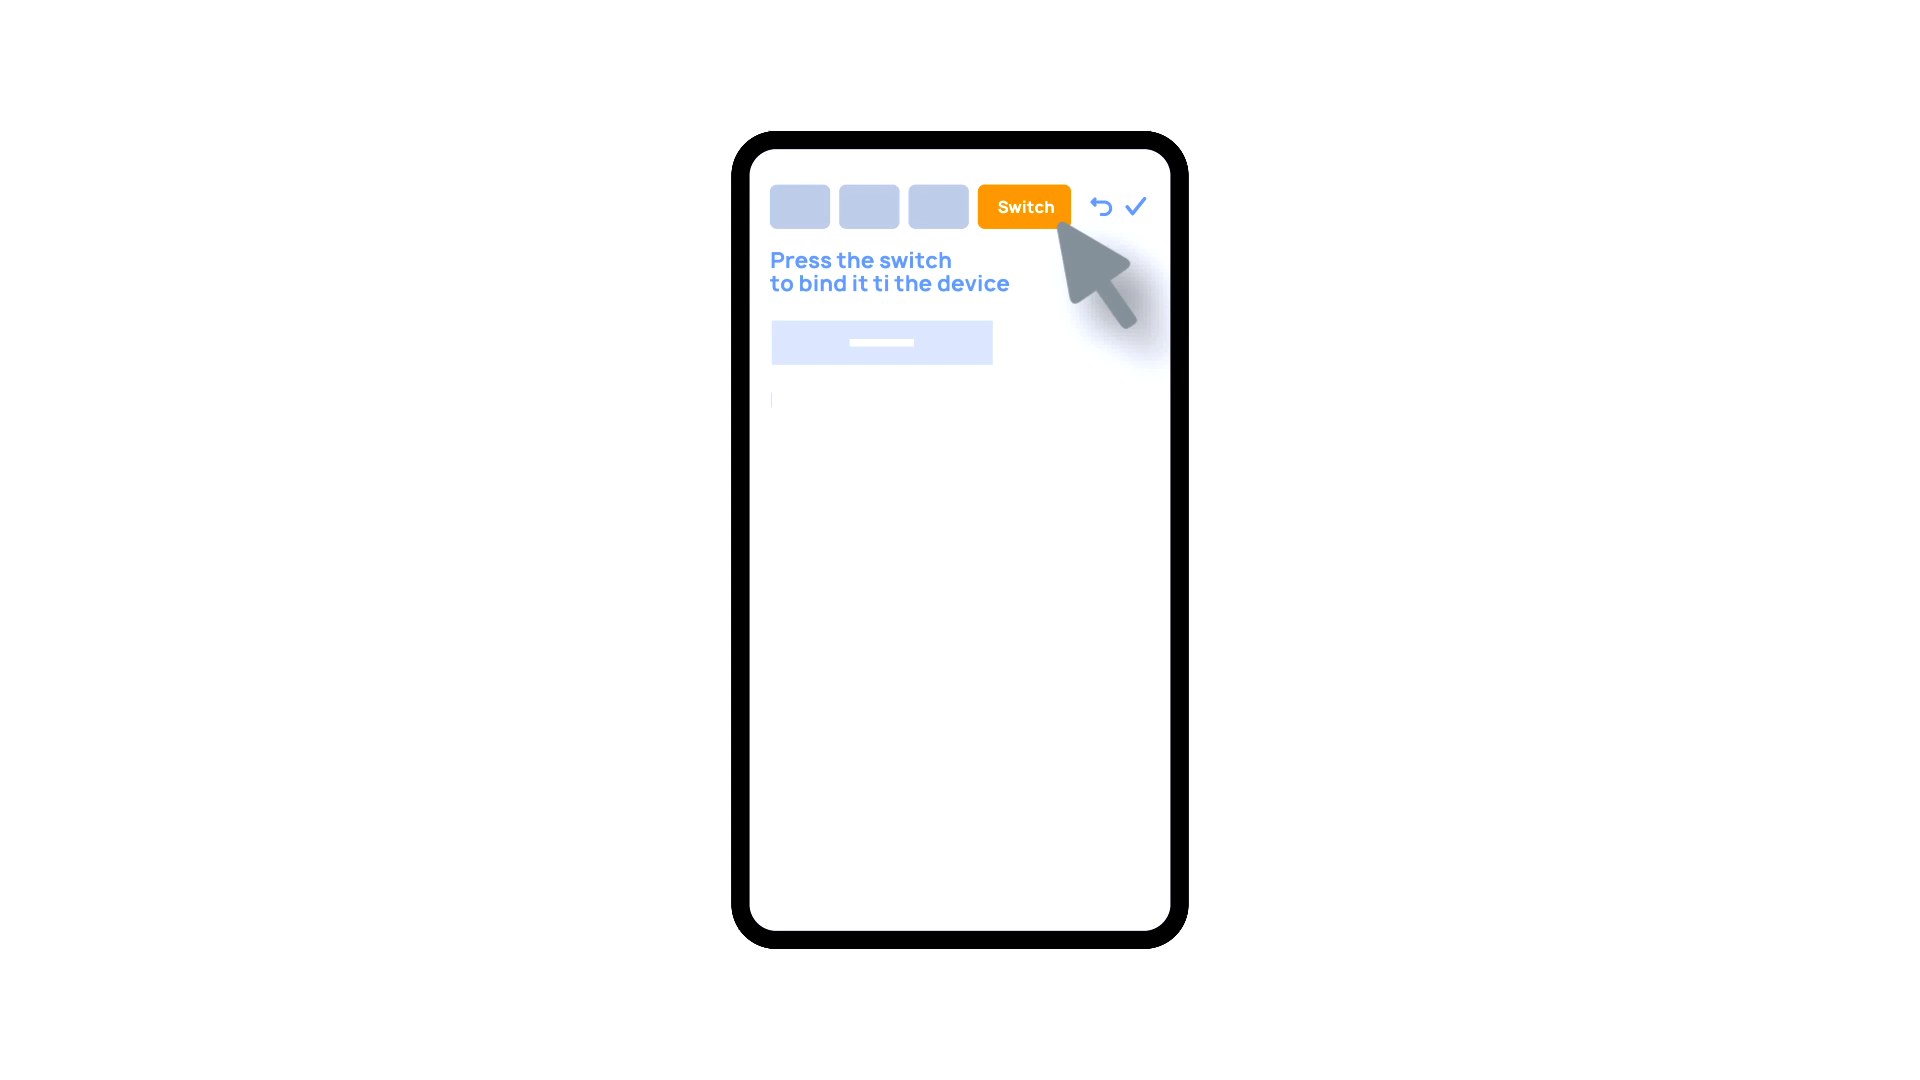 Switch
Press the switch
to bind it ti the device